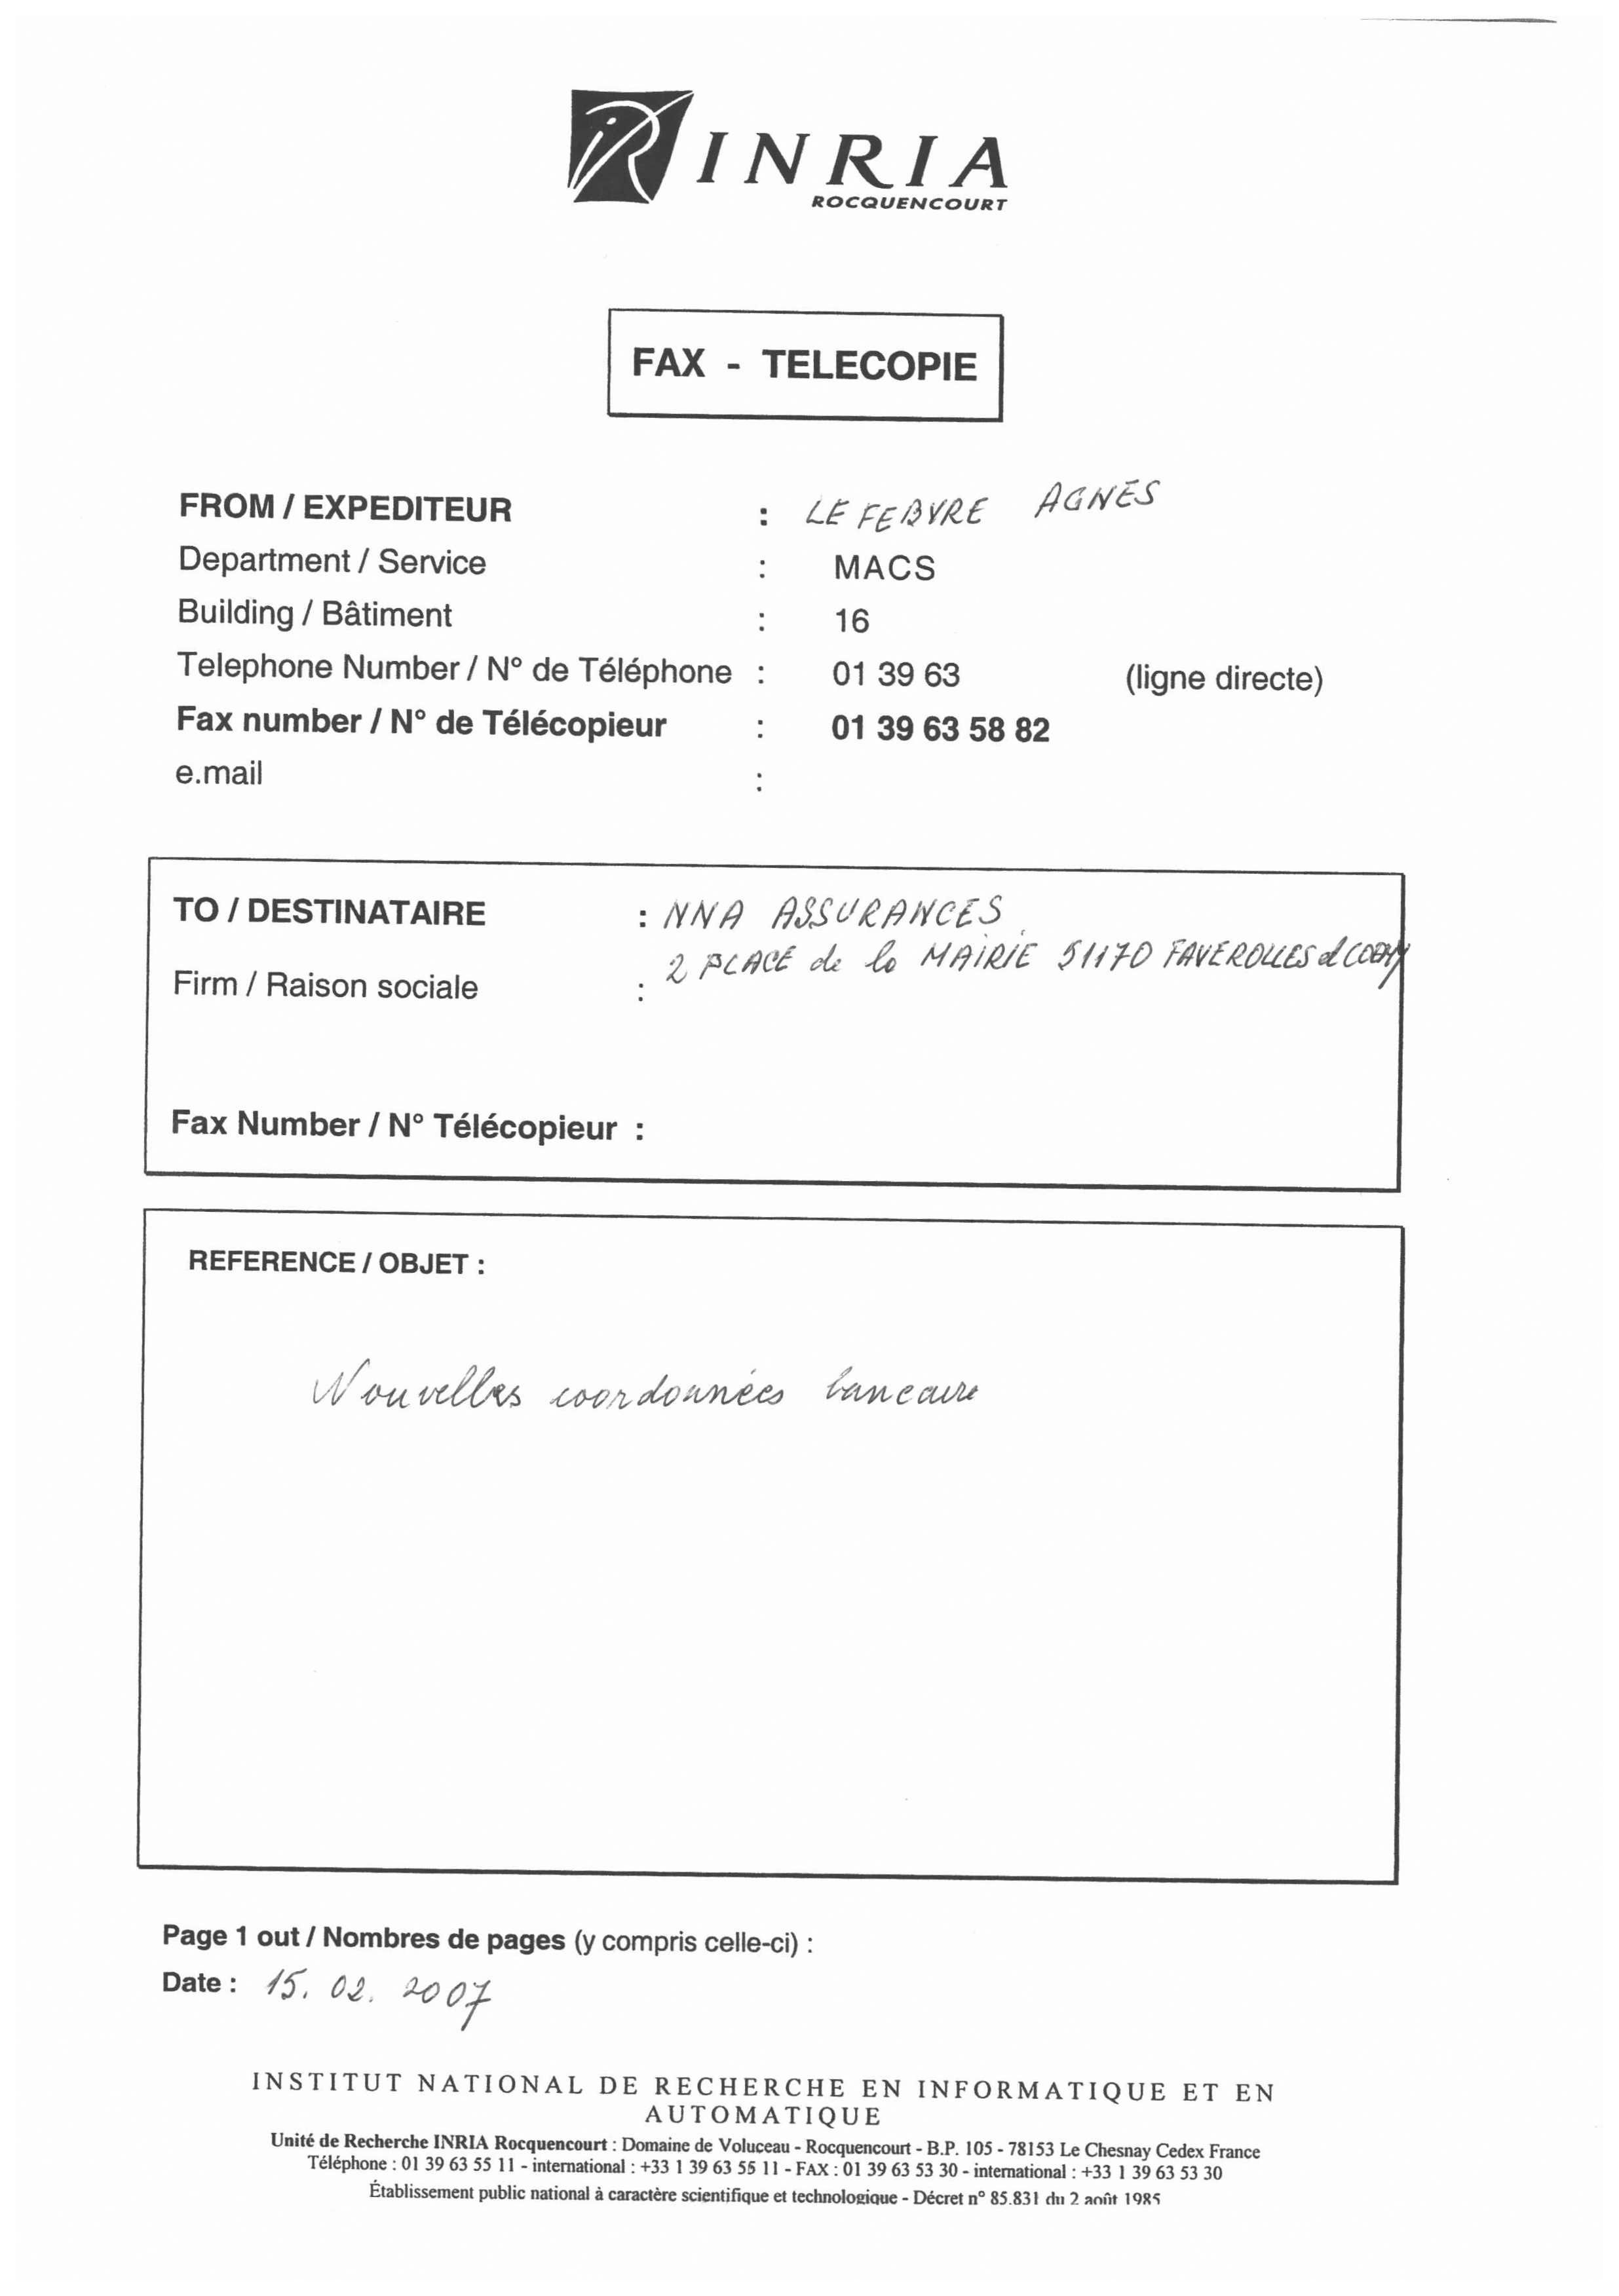 INRIA
ROCQUENCOURT
FAX - TELECOPIE
FROM / EXPEDITEUR : LEFEBVRE AGNES
Department / Service : MACS
Building / Bâtiment : 16
Telephone Number / N° de Téléphone : 01 39 63 (ligne directe)
Fax number / N° de Télécopieur : 01 39 63 58 82
e.mail :
TO / DESTINATAIRE : NNA ASSURANCES
2 PLACE de la MAIRIE 51170 FAVEROLLES et COEMY
Firm / Raison sociale :
Fax Number / N° Télécopieur :
REFERENCE / OBJET :
Nouvelles coordonnées bancaire
Page 1 out / Nombres de pages (y compris celle-ci) :
Date : 15. 02. 2007
INSTITUT NATIONAL DE RECHERCHE EN INFORMATIQUE ET EN
AUTOMATIQUE
Unité de Recherche INRIA Rocquencourt : Domaine de Voluceau - Rocquencourt - B.P. 105 - 78153 Le Chesnay Cedex France
Téléphone : 01 39 63 55 11 - international : +33 1 39 63 55 11 - FAX : 01 39 63 53 30 - international : +33 1 39 63 53 30
Établissement public national à caractère scientifique et technologique - Décret n° 85.831 du 2 août 1985